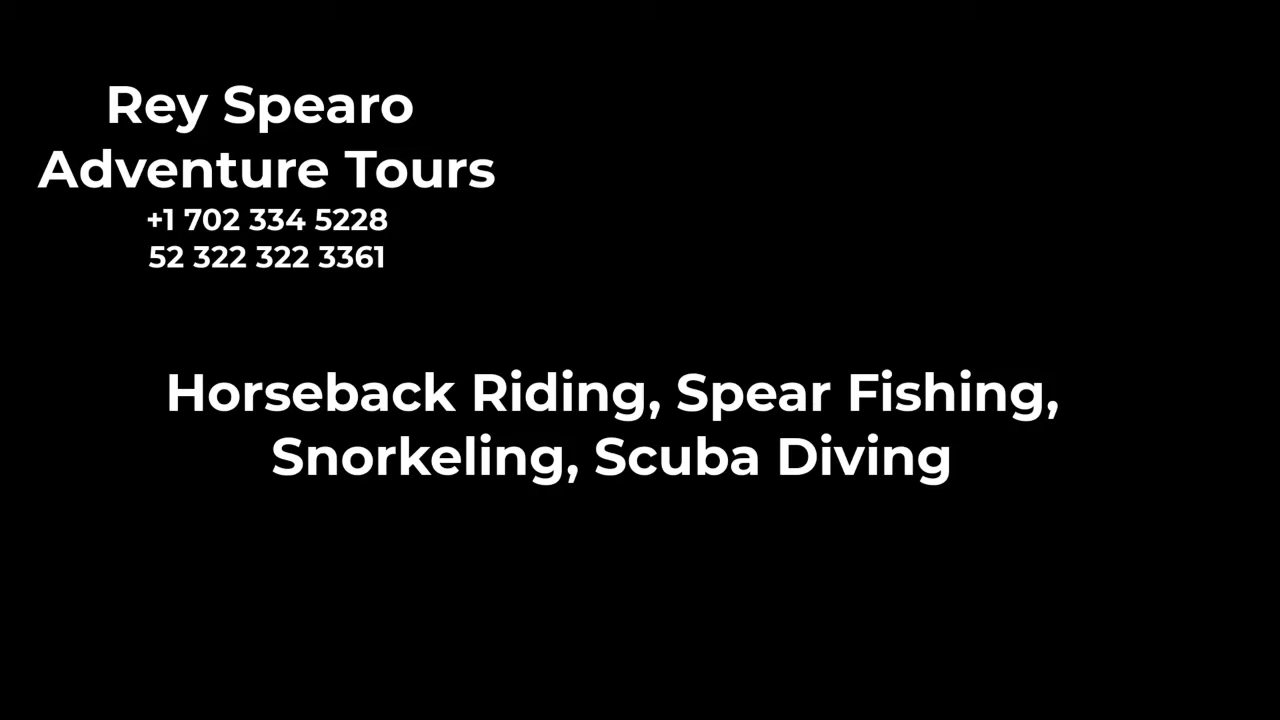 Rey Spearo
Adventure Tours
+1 702 334 5228
52 322 322 3361
Horseback Riding, Spear Fishing,
Snorkeling, Scuba Diving